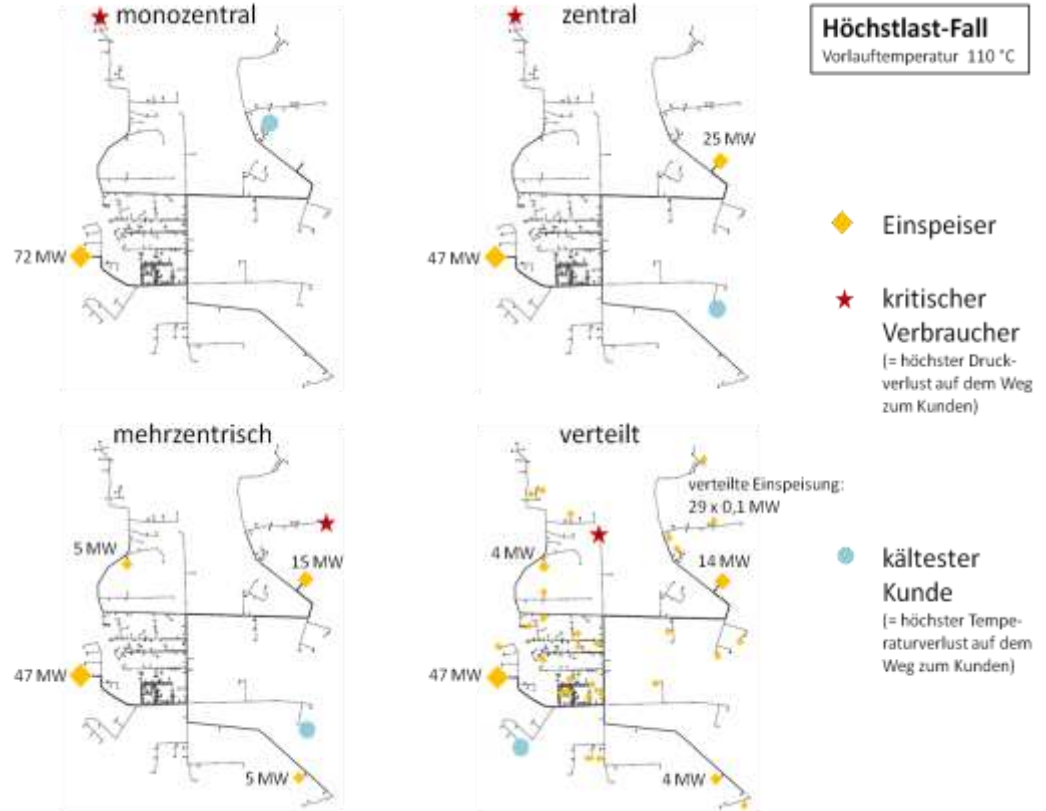 monozentral
zentral
Höchstlast-Fall
Vorlauftemperatur 110 °C
25 MW
72 MW
47 MW
Einspeiser
kritischer
Verbraucher
(= höchster Druck-
verlust auf dem Weg
zum Kunden)
mehrzentrisch
verteilt
verteilte Einspeisung:
29 x 0,1 MW
5 MW
15 MW
4 MW
14 MW
47 MW
47 MW
5 MW
4 MW
kältester
Kunde
(= höchster Tempe-
raturverlust auf dem
Weg zum Kunden)